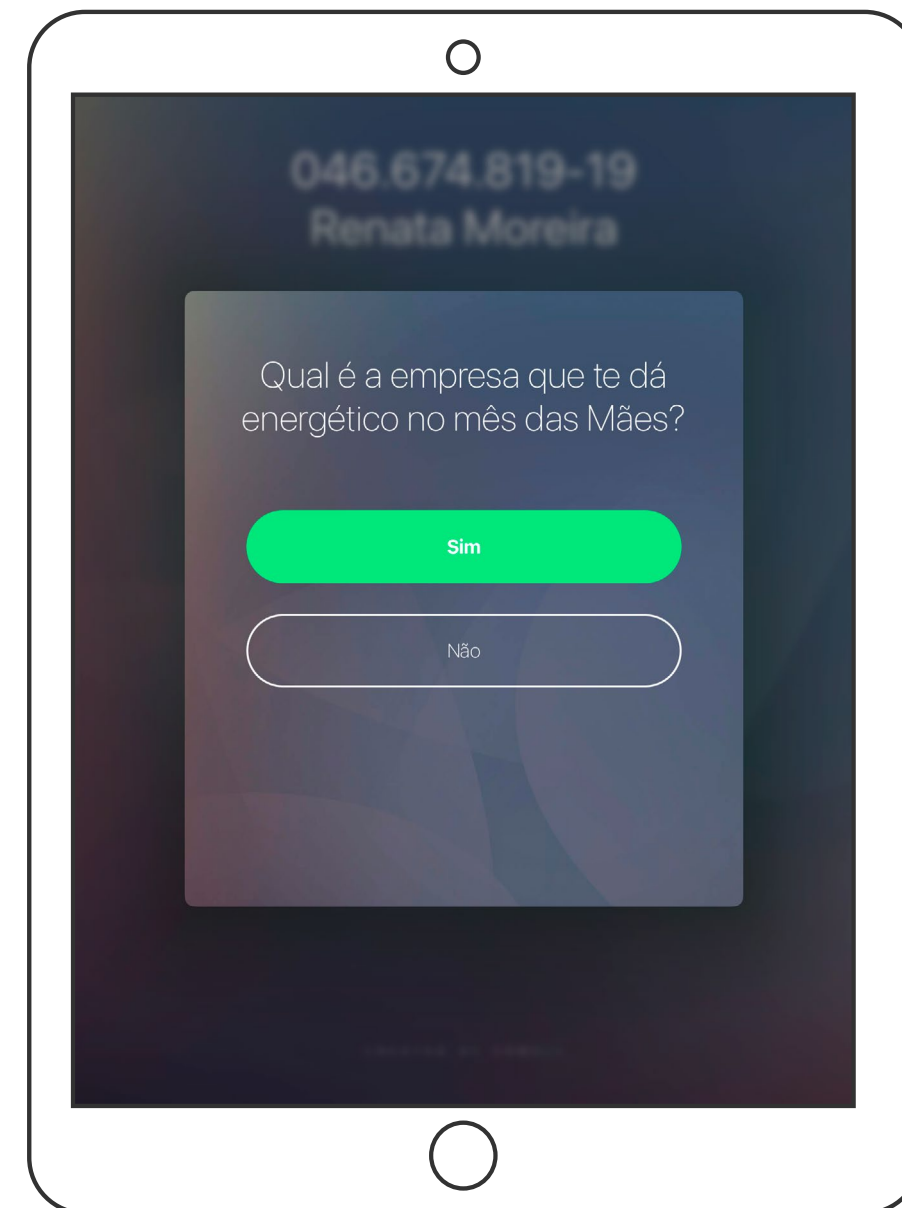 046.674.819-19
Renata Moreira
Qual é a empresa que te dá
energético no mês das Mães?
Sim
Não